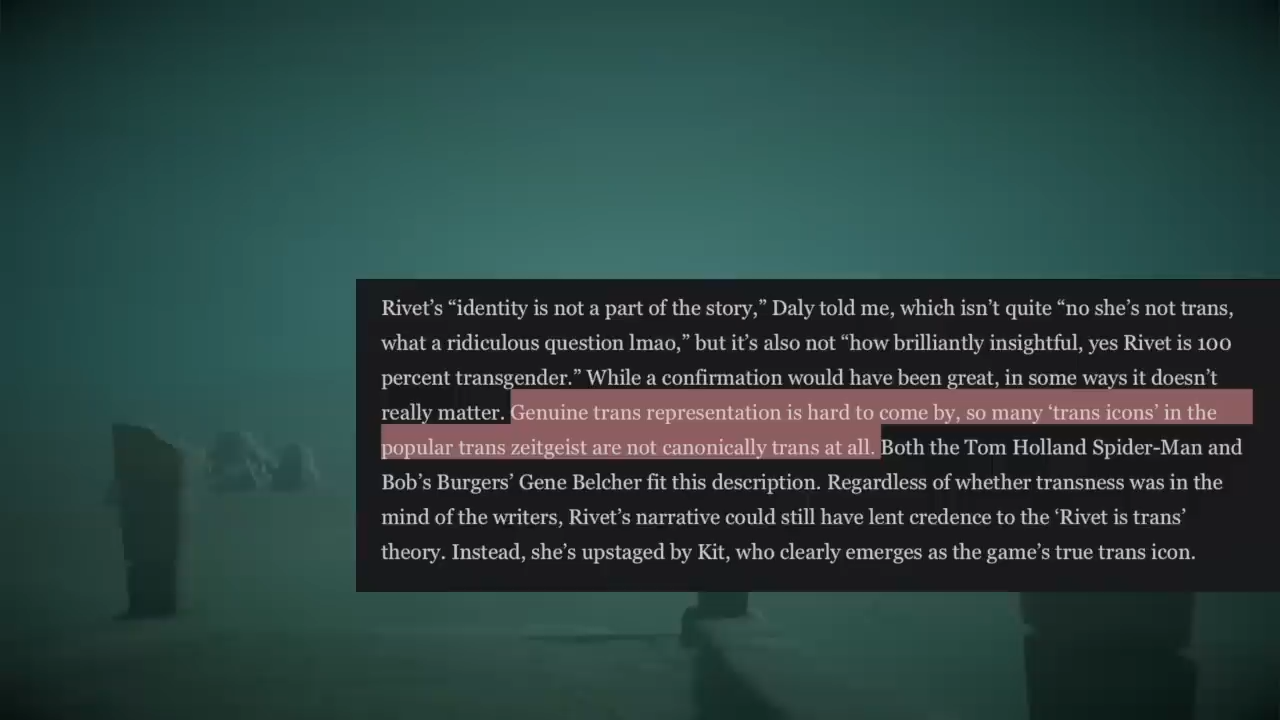 Rivet’s “identity is not a part of the story,” Daly told me, which isn’t quite “no she’s not trans,
what a ridiculous question lmao,” but it’s also not “how brilliantly insightful, yes Rivet is 100
percent transgender.” While a confirmation would have been great, in some ways it doesn’t
really matter. Genuine trans representation is hard to come by, so many ‘trans icons’ in the
popular trans zeitgeist are not canonically trans at all. Both the Tom Holland Spider-Man and
Bob’s Burgers’ Gene Belcher fit this description. Regardless of whether transness was in the
mind of the writers, Rivet’s narrative could still have lent credence to the ‘Rivet is trans’
theory. Instead, she’s upstaged by Kit, who clearly emerges as the game’s true trans icon.